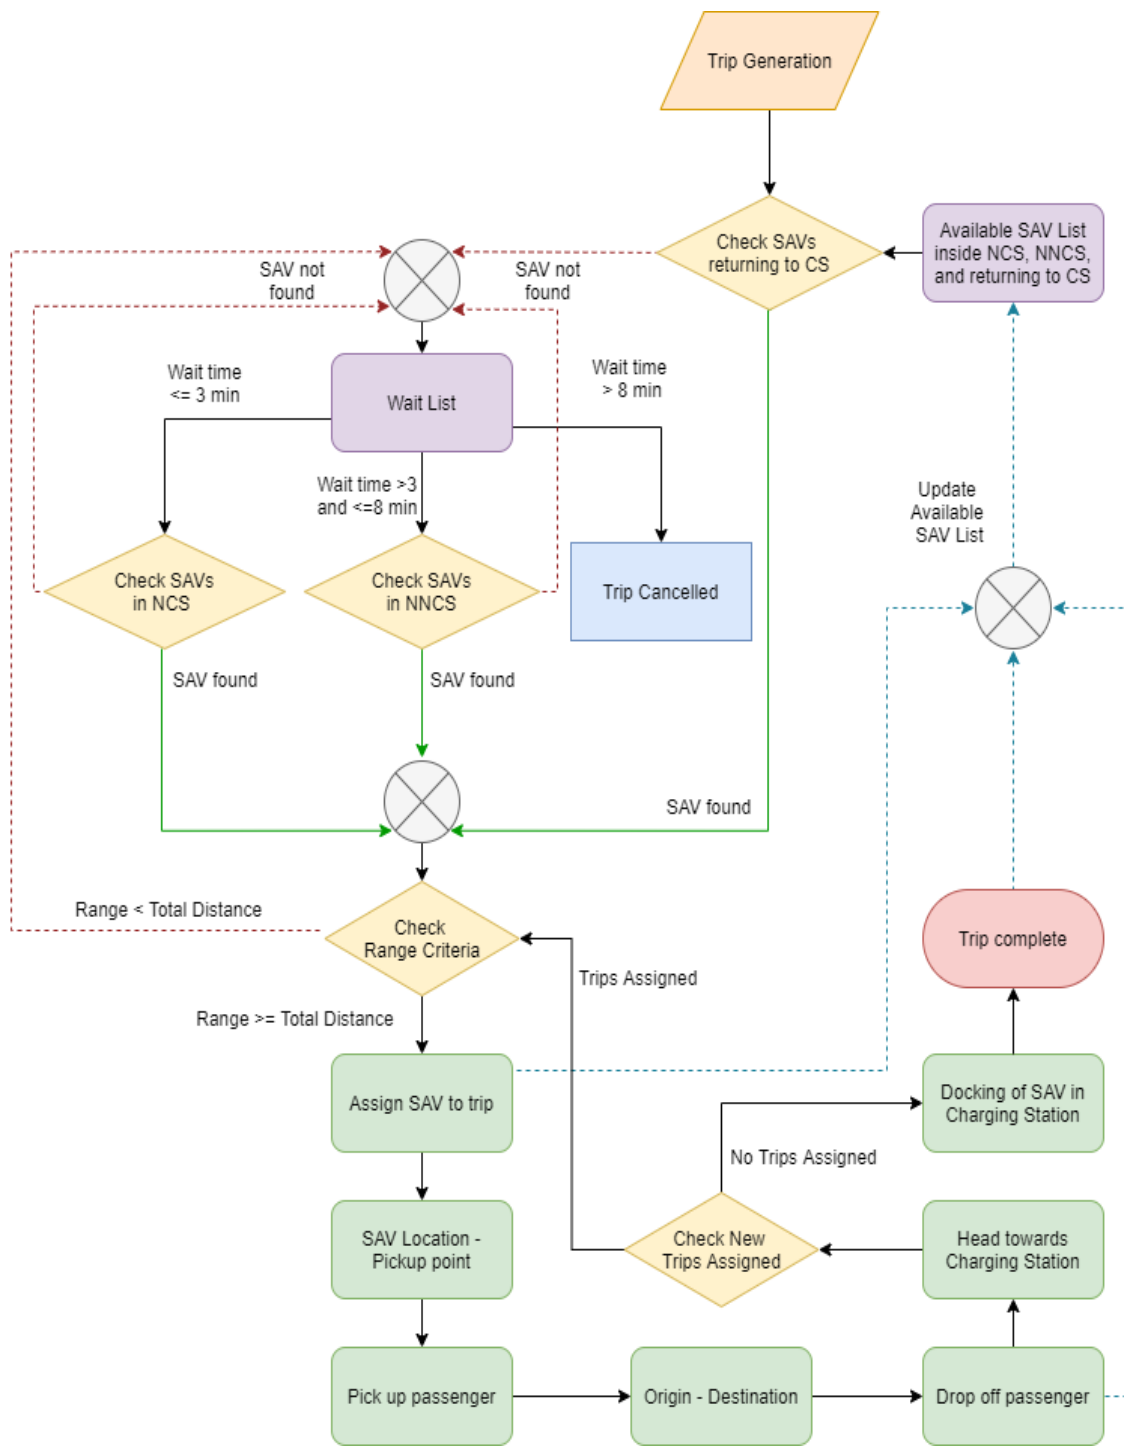 Trip Generation
Check SAVs
returning to CS
Available SAV List
inside NCS, NNCS,
and returning to CS
SAV not
found
SAV not
found
Wait time
<= 3 min
Wait List
Wait time
> 8 min
Wait time >3
and <=8 min
Update
Available
SAV List
Check SAVs
in NCS
Check SAVs
in NNCS
Trip Cancelled
SAV found
SAV found
SAV found
Range < Total Distance
Check
Range Criteria
Trip complete
Trips Assigned
Range >= Total Distance
Assign SAV to trip
Docking of SAV in
Charging Station
No Trips Assigned
SAV Location -
Pickup point
Check New
Trips Assigned
Head towards
Charging Station
Pick up passenger
Origin - Destination
Drop off passenger